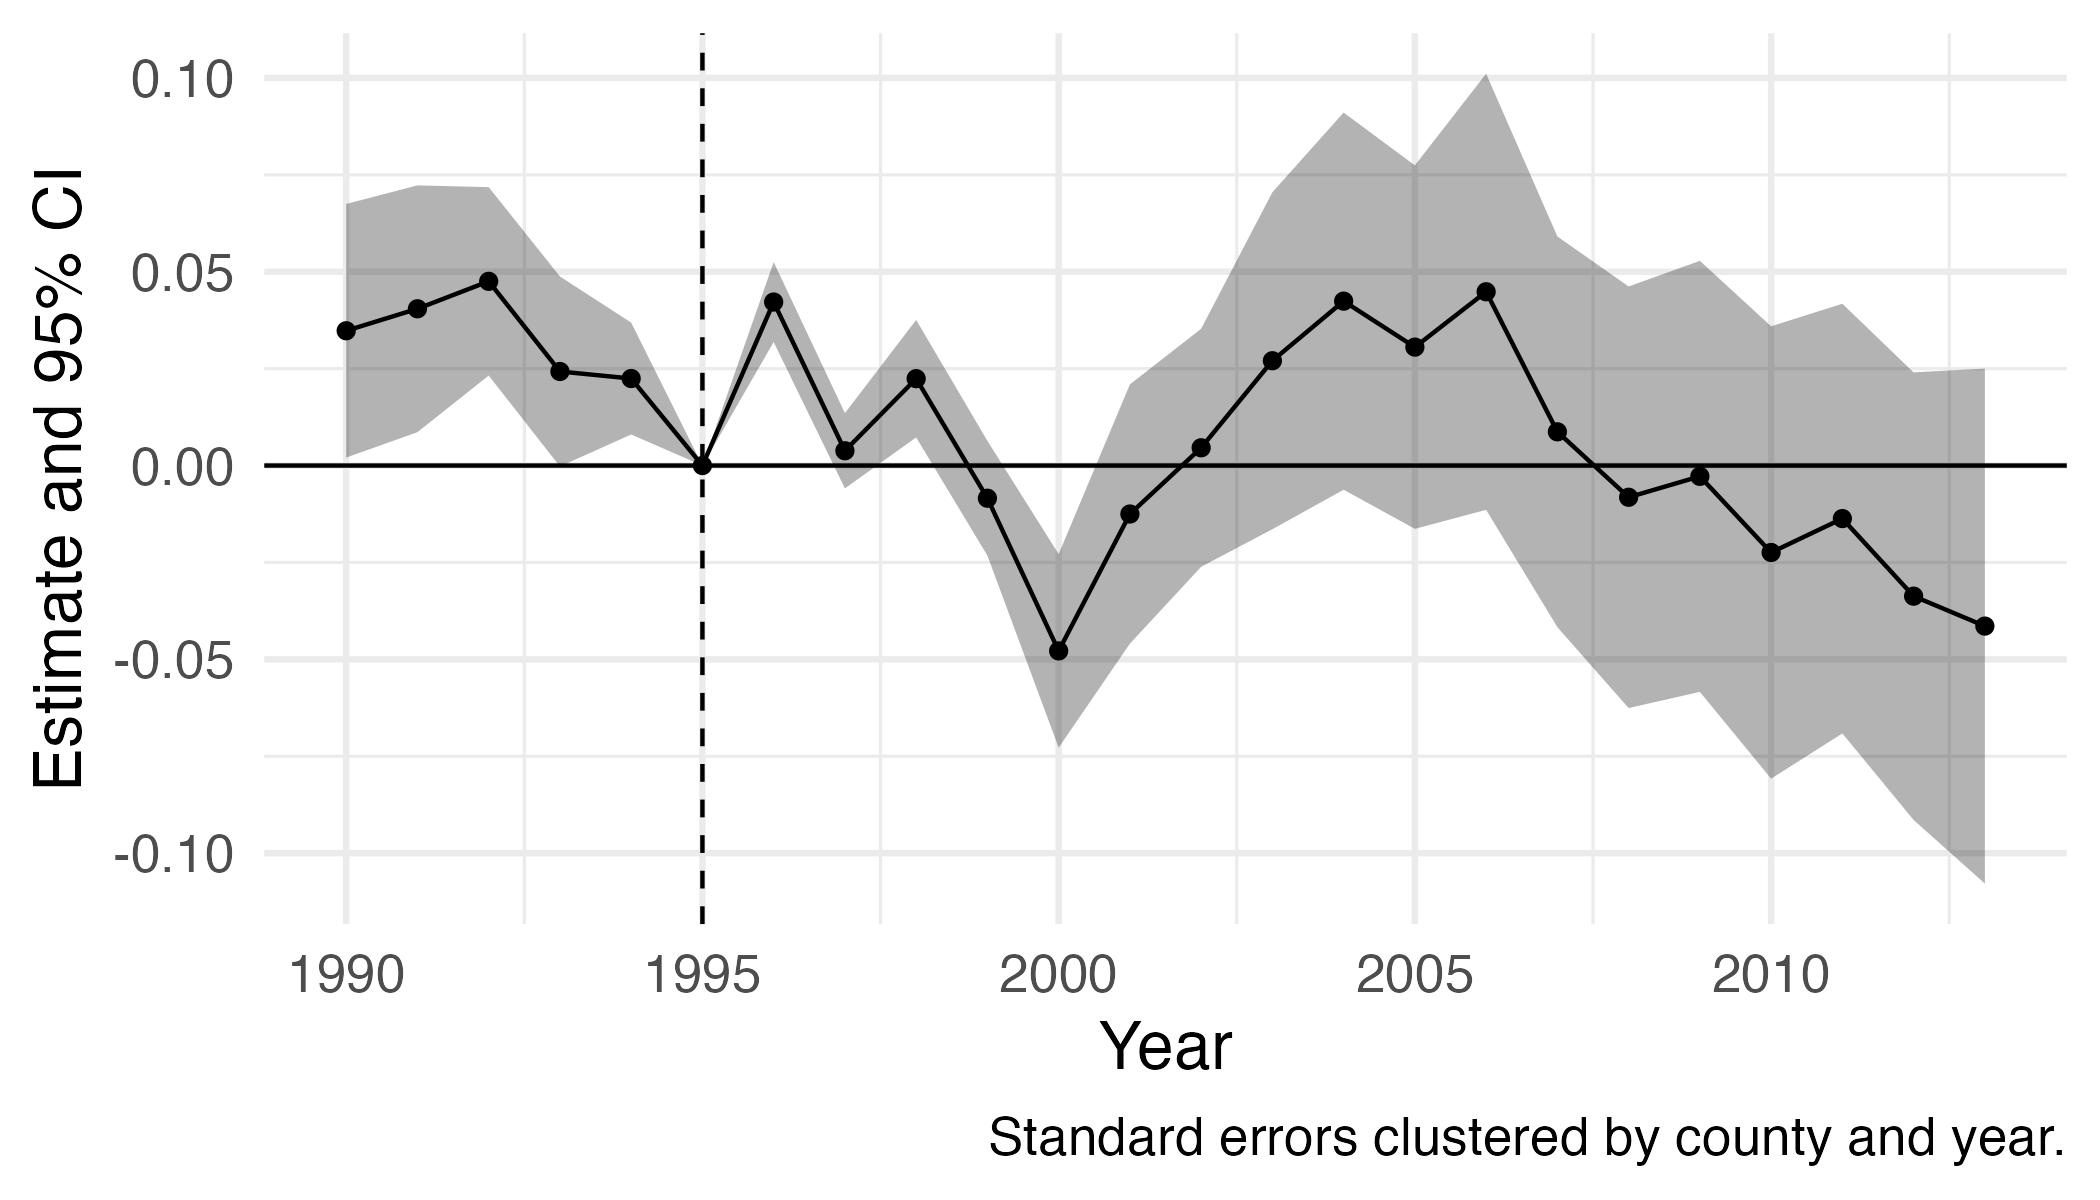 Estimate and 95% CI
0.10
0.05
0.00
-0.05
-0.10
1990 1995 2000 2005 2010
Year
Standard errors clustered by county and year.